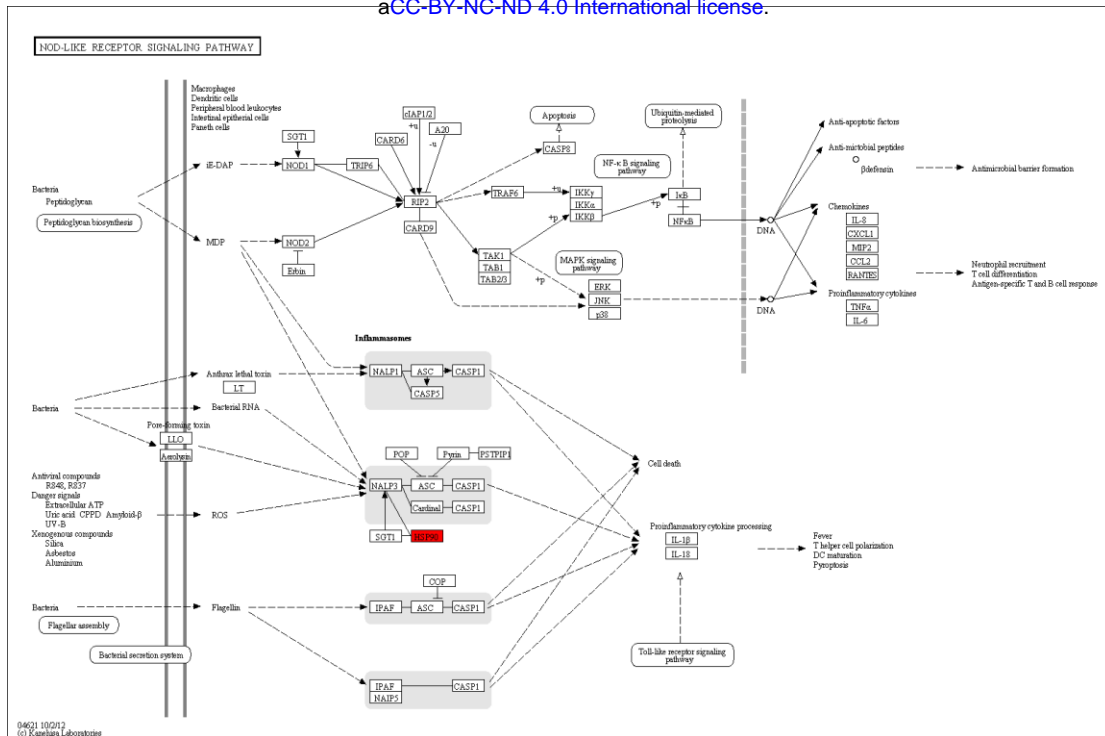 aCC-BY-NC-ND 4.0 International license.
NOD-LIKE RECEPTOR SIGNALING PATHWAY
Macrophages
Dendritic cells
Peripheral blood leukocytes
Intestinal epithelial cells
Paneth cells
SGT1
iE-DAP
NOD1
TRIP6
CARD6
cIAP1/2
+u
A20
-u
RIP2
CARD9
Apoptosis
CASP8
Ubiquitin-mediated
proteolysis
NF-κB signaling
pathway
TRAF6
+u
IKKγ
IKKα
IKKβ
+p
+p
IκB
NFκB
DNA
Anti-apoptotic factors
Anti-mictobial peptides
βdefensin
Antimicrobial barrier formation
Bacteria
Peptidoglycan
Peptidoglycan biosynthesis
MDP
NOD2
Erbin
TAK1
TAB1
TAB2/3
+p
MAPK signaling
pathway
ERK
JNK
p38
DNA
Chemokines
IL-8
CXCL1
MIP2
CCL2
RANTES
Neutrophil recruitment
T cell differentiation
Antigen-specific T and B cell response
Proinflammatory cytokines
TNFα
IL-6
Inflammasomes
Anthrax lethal toxin
LT
NALP1
ASC
CASP1
CASP5
Bacteria
Bacterial RNA
Pore-forming toxin
LLO
Aerolysin
POP
Pyrin
PSTPIP1
NALP3
ASC
CASP1
Cardinal
CASP1
SGT1
HSP90
Cell death
Antiviral compounds
R848, R837
Danger signals
Extracellular ATP
Uric acid CPPD Amyloid-β
UV-B
Xenogenous compounds
Silica
Asbestos
Aluminium
ROS
Proinflammatory cytokine processing
IL-1β
IL-18
Fever
T helper cell polarization
DC maturation
Pyroptosis
COP
Bacteria
Flagellin
IPAF
ASC
CASP1
Flagellar assembly
Bacterial secretion system
Toll-like receptor signaling
pathway
IPAF
CASP1
NAIP5
04621 10/2/12
(c) Kanehisa Laboratories